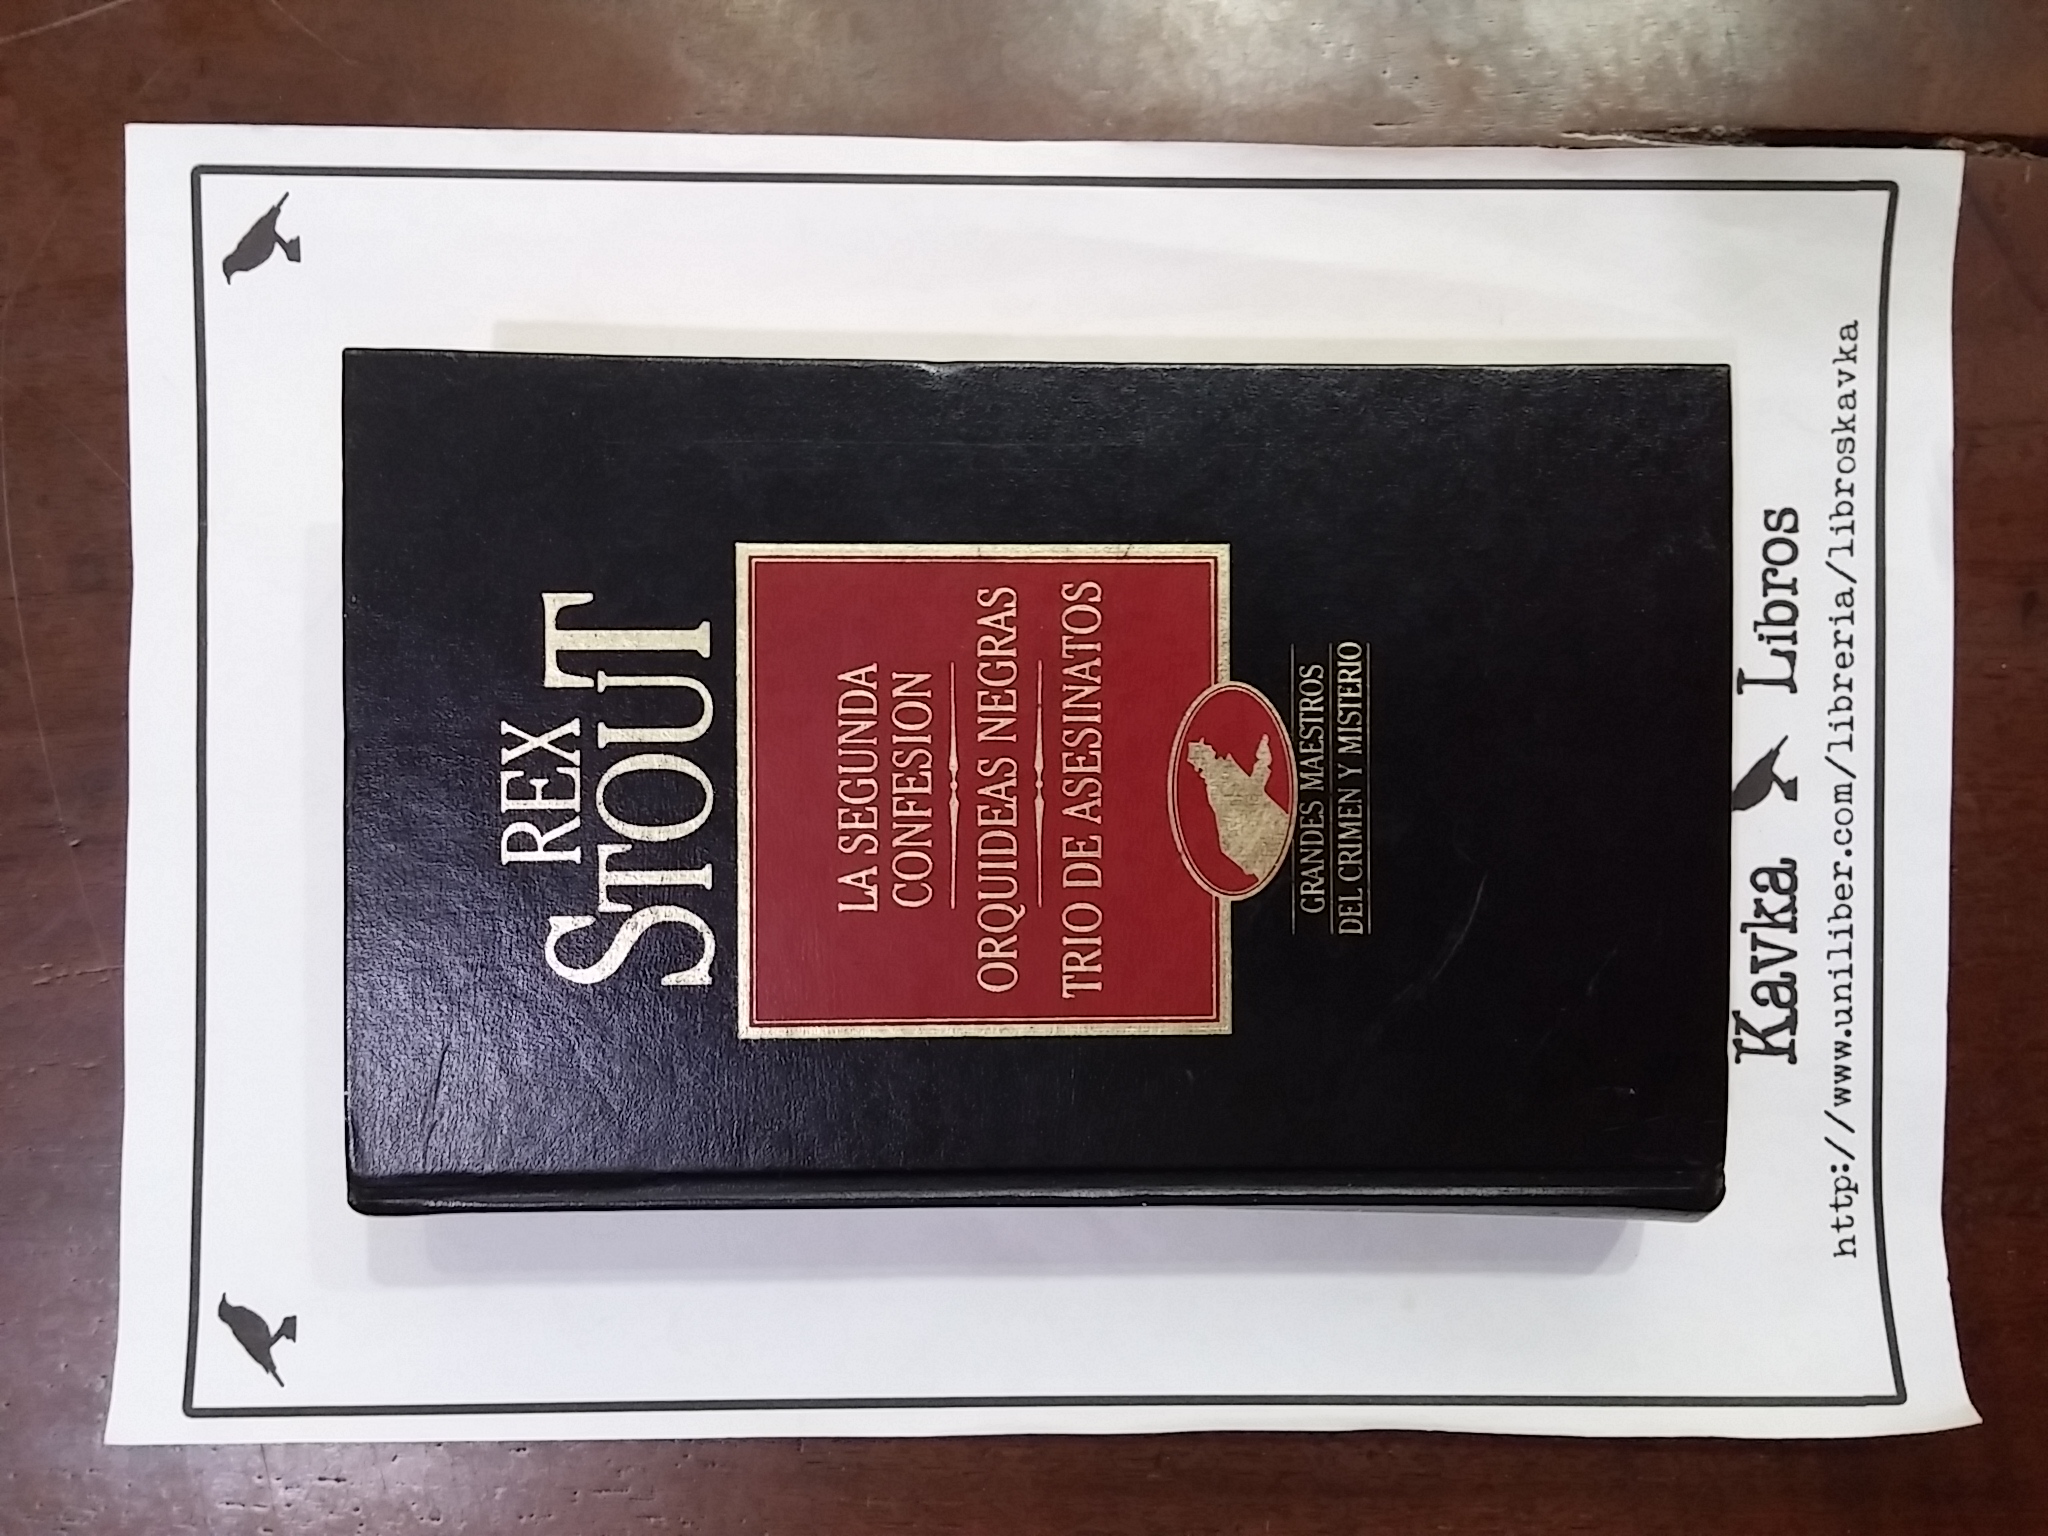 REX
STOUT
LA SEGUNDA
CONFESION
ORQUIDEAS NEGRAS
TRIO DE ASESINATOS
GRANDES MAESTROS
DEL CRIMEN Y MISTERIO
Kavka Libros
http://www.uniliber.com/libreria/libroskavka